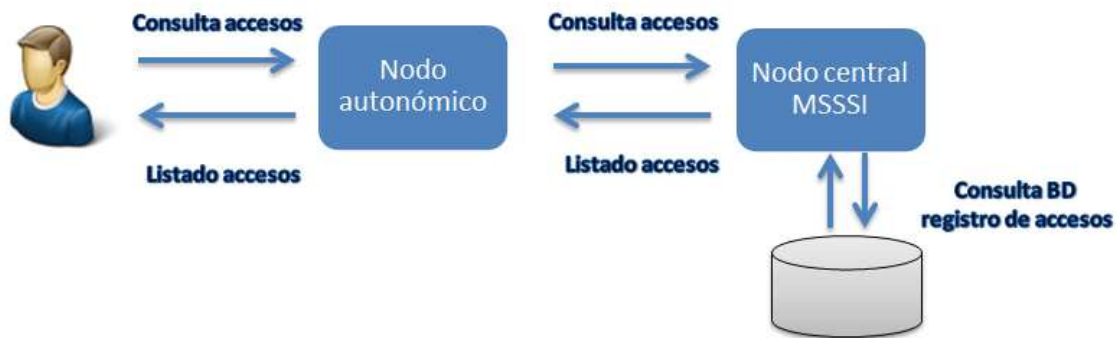 Consulta accesos
Nodo
autonómico
Listado accesos
Consulta accesos
Nodo central
MSSSI
Listado accesos
Consulta BD
registro de accesos